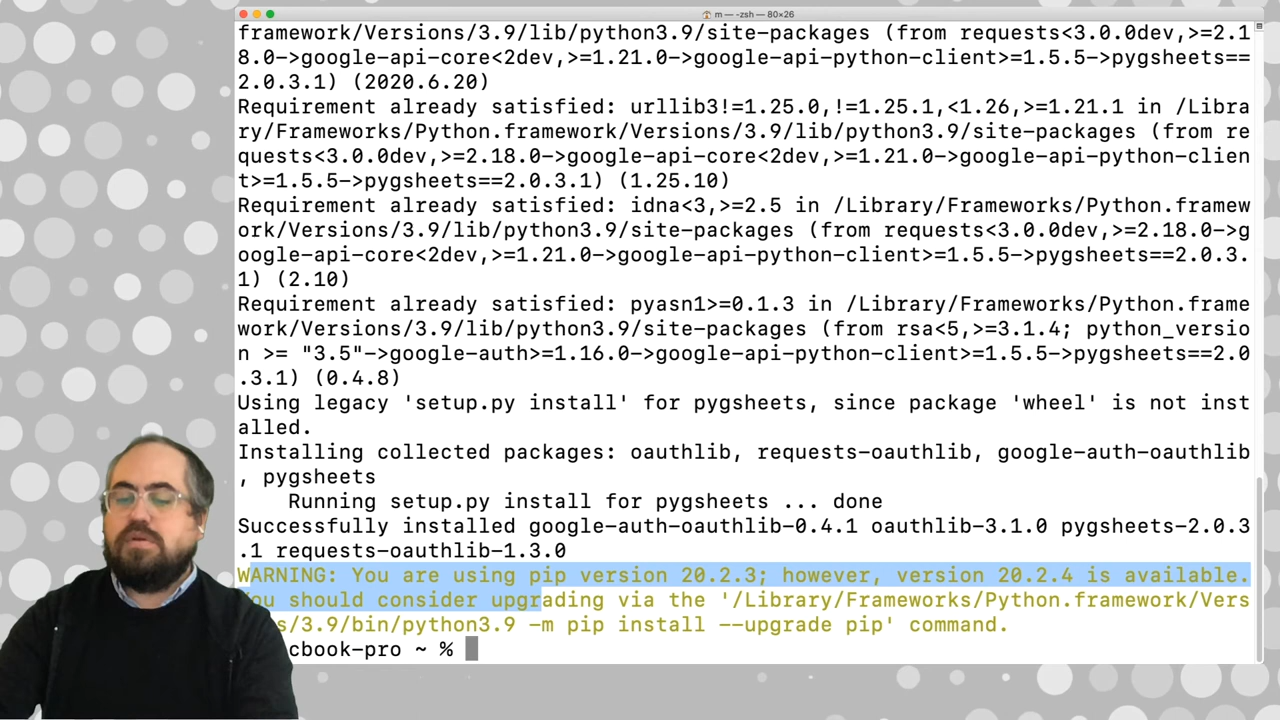 m — -zsh — 80×26
framework/Versions/3.9/lib/python3.9/site-packages (from requests<3.0.0dev,>=2.1
8.0->google-api-core<2dev,>=1.21.0->google-api-python-client>=1.5.5->pygsheets==
2.0.3.1) (2020.6.20)
Requirement already satisfied: urllib3!=1.25.0,!=1.25.1,<1.26,>=1.21.1 in /Libra
ry/Frameworks/Python.framework/Versions/3.9/lib/python3.9/site-packages (from re
quests<3.0.0dev,>=2.18.0->google-api-core<2dev,>=1.21.0->google-api-python-clien
t>=1.5.5->pygsheets==2.0.3.1) (1.25.10)
Requirement already satisfied: idna<3,>=2.5 in /Library/Frameworks/Python.framew
ork/Versions/3.9/lib/python3.9/site-packages (from requests<3.0.0dev,>=2.18.0->g
oogle-api-core<2dev,>=1.21.0->google-api-python-client>=1.5.5->pygsheets==2.0.3.
1) (2.10)
Requirement already satisfied: pyasn1>=0.1.3 in /Library/Frameworks/Python.frame
work/Versions/3.9/lib/python3.9/site-packages (from rsa<5,>=3.1.4; python_versio
n >= "3.5"->google-auth>=1.16.0->google-api-python-client>=1.5.5->pygsheets==2.0
.3.1) (0.4.8)
Using legacy 'setup.py install' for pygsheets, since package 'wheel' is not inst
alled.
Installing collected packages: oauthlib, requests-oauthlib, google-auth-oauthlib
, pygsheets
    Running setup.py install for pygsheets ... done
Successfully installed google-auth-oauthlib-0.4.1 oauthlib-3.1.0 pygsheets-2.0.3
.1 requests-oauthlib-1.3.0
WARNING: You are using pip version 20.2.3; however, version 20.2.4 is available.
You should consider upgrading via the '/Library/Frameworks/Python.framework/Vers
s/3.9/bin/python3.9 -m pip install --upgrade pip' command.
cbook-pro ~ %